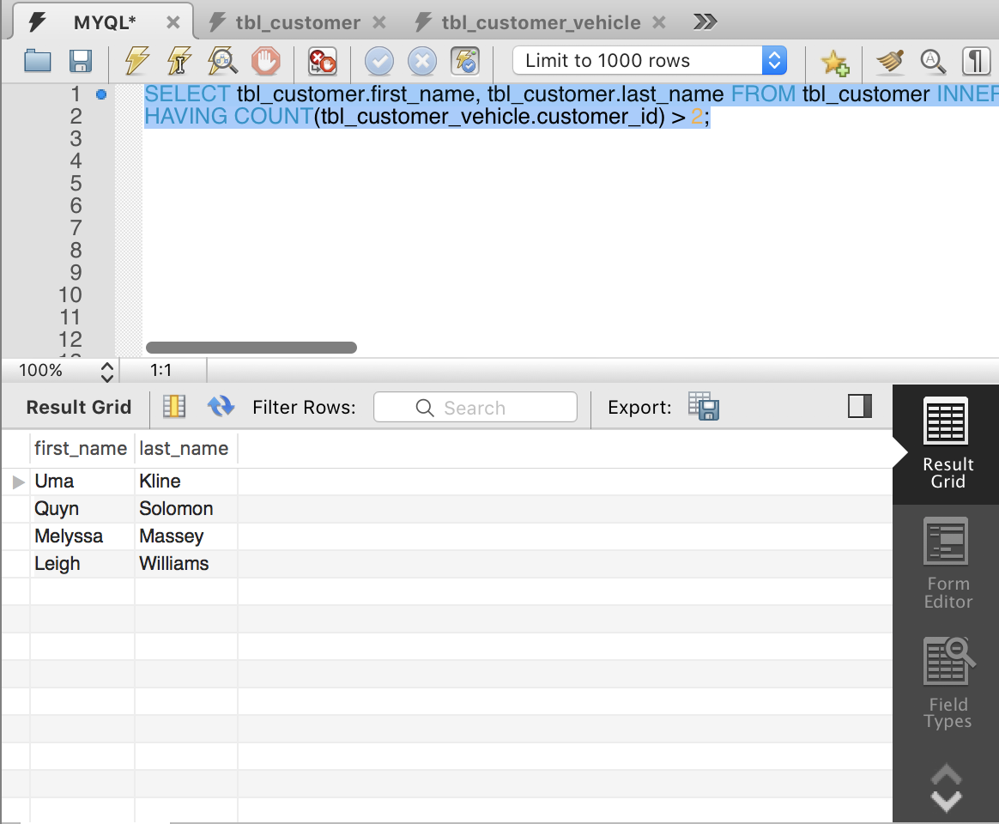 MYQL*
tbl_customer
tbl_customer_vehicle
Limit to 1000 rows
1 SELECT tbl_customer.first_name, tbl_customer.last_name FROM tbl_customer INNER
2 HAVING COUNT(tbl_customer_vehicle.customer_id) > 2;
3
4
5
6
7
8
9
10
11
12
100%
1:1
Result Grid
Filter Rows:
Search
Export:
first_name last_name
Uma Kline
Quyn Solomon
Melyssa Massey
Leigh Williams
Result
Grid
Form
Editor
Field
Types